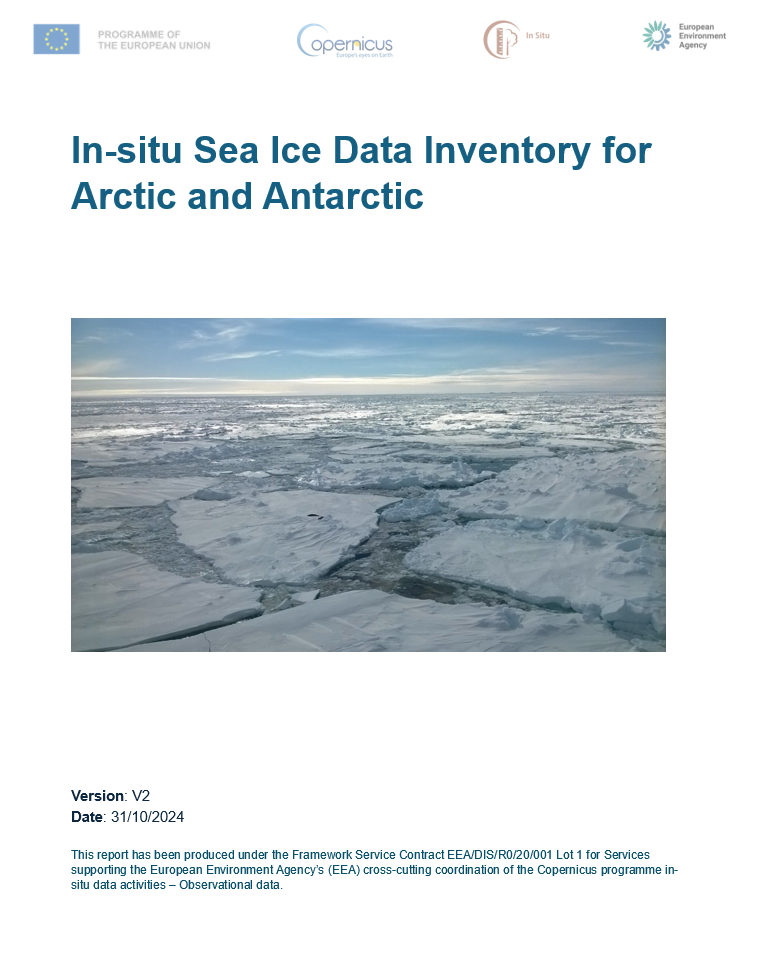 PROGRAMME OF
THE EUROPEAN UNION
opernicus
Europe's eyes on Earth
In Situ
European
Environment
Agency
In-situ Sea Ice Data Inventory for
Arctic and Antarctic
Version: V2
Date: 31/10/2024
This report has been produced under the Framework Service Contract EEA/DIS/R0/20/001 Lot 1 for Services
supporting the European Environment Agency's (EEA) cross-cutting coordination of the Copernicus programme in-
situ data activities – Observational data.